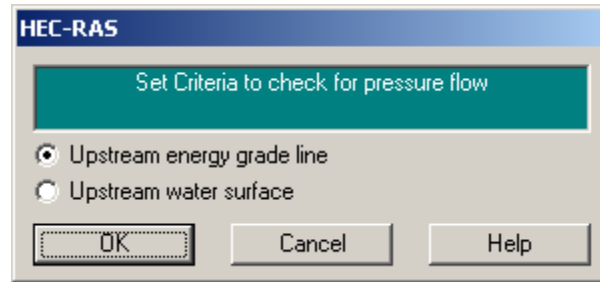 HEC-RAS
Set Criteria to check for pressure flow
Upstream energy grade line
Upstream water surface
OK Cancel Help